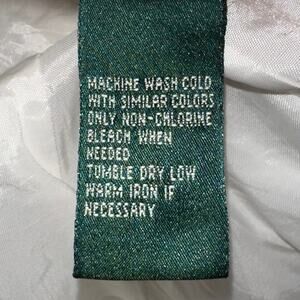 MACHINE WASH COLD
WITH SIMILAR COLORS
ONLY NON-CHLORINE
BLEACH WHEN
NEEDED
TUMBLE DRY LOW
WARM IRON IF
NECESSARY